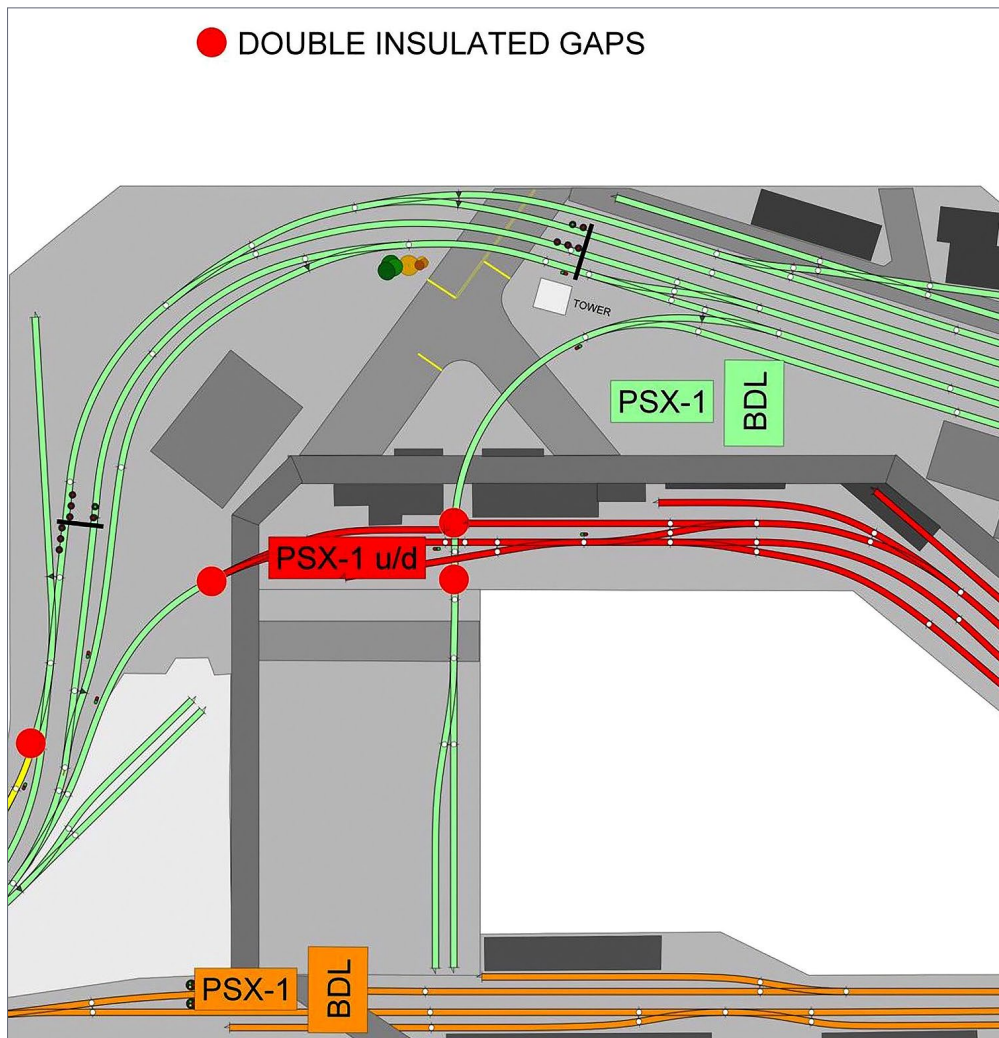 DOUBLE INSULATED GAPS
TOWER
PSX-1
BDL
PSX-1 u/d
PSX-1
BDL